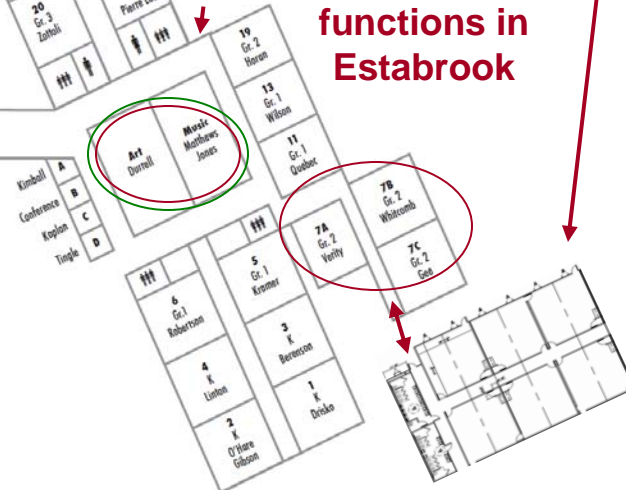 functions in
Estabrook
20
Gr. 3
Zottoli
Pierre
19
Gr. 2
Horan
13
Gr. 1
Wilson
11
Gr. 1
Quebec
Art
Durrell
Music
Matthews
Jones
Kimball A
Conference B
Kaplan C
Tingle D
7A
Gr. 2
Verity
7B
Gr. 2
Whitcomb
7C
Gr. 2
Gee
6
Gr.1
Robertson
5
Gr. 1
Kramer
4
K
Linton
3
K
Berenson
2
K
O'Hare
Gibson
1
K
Drisko